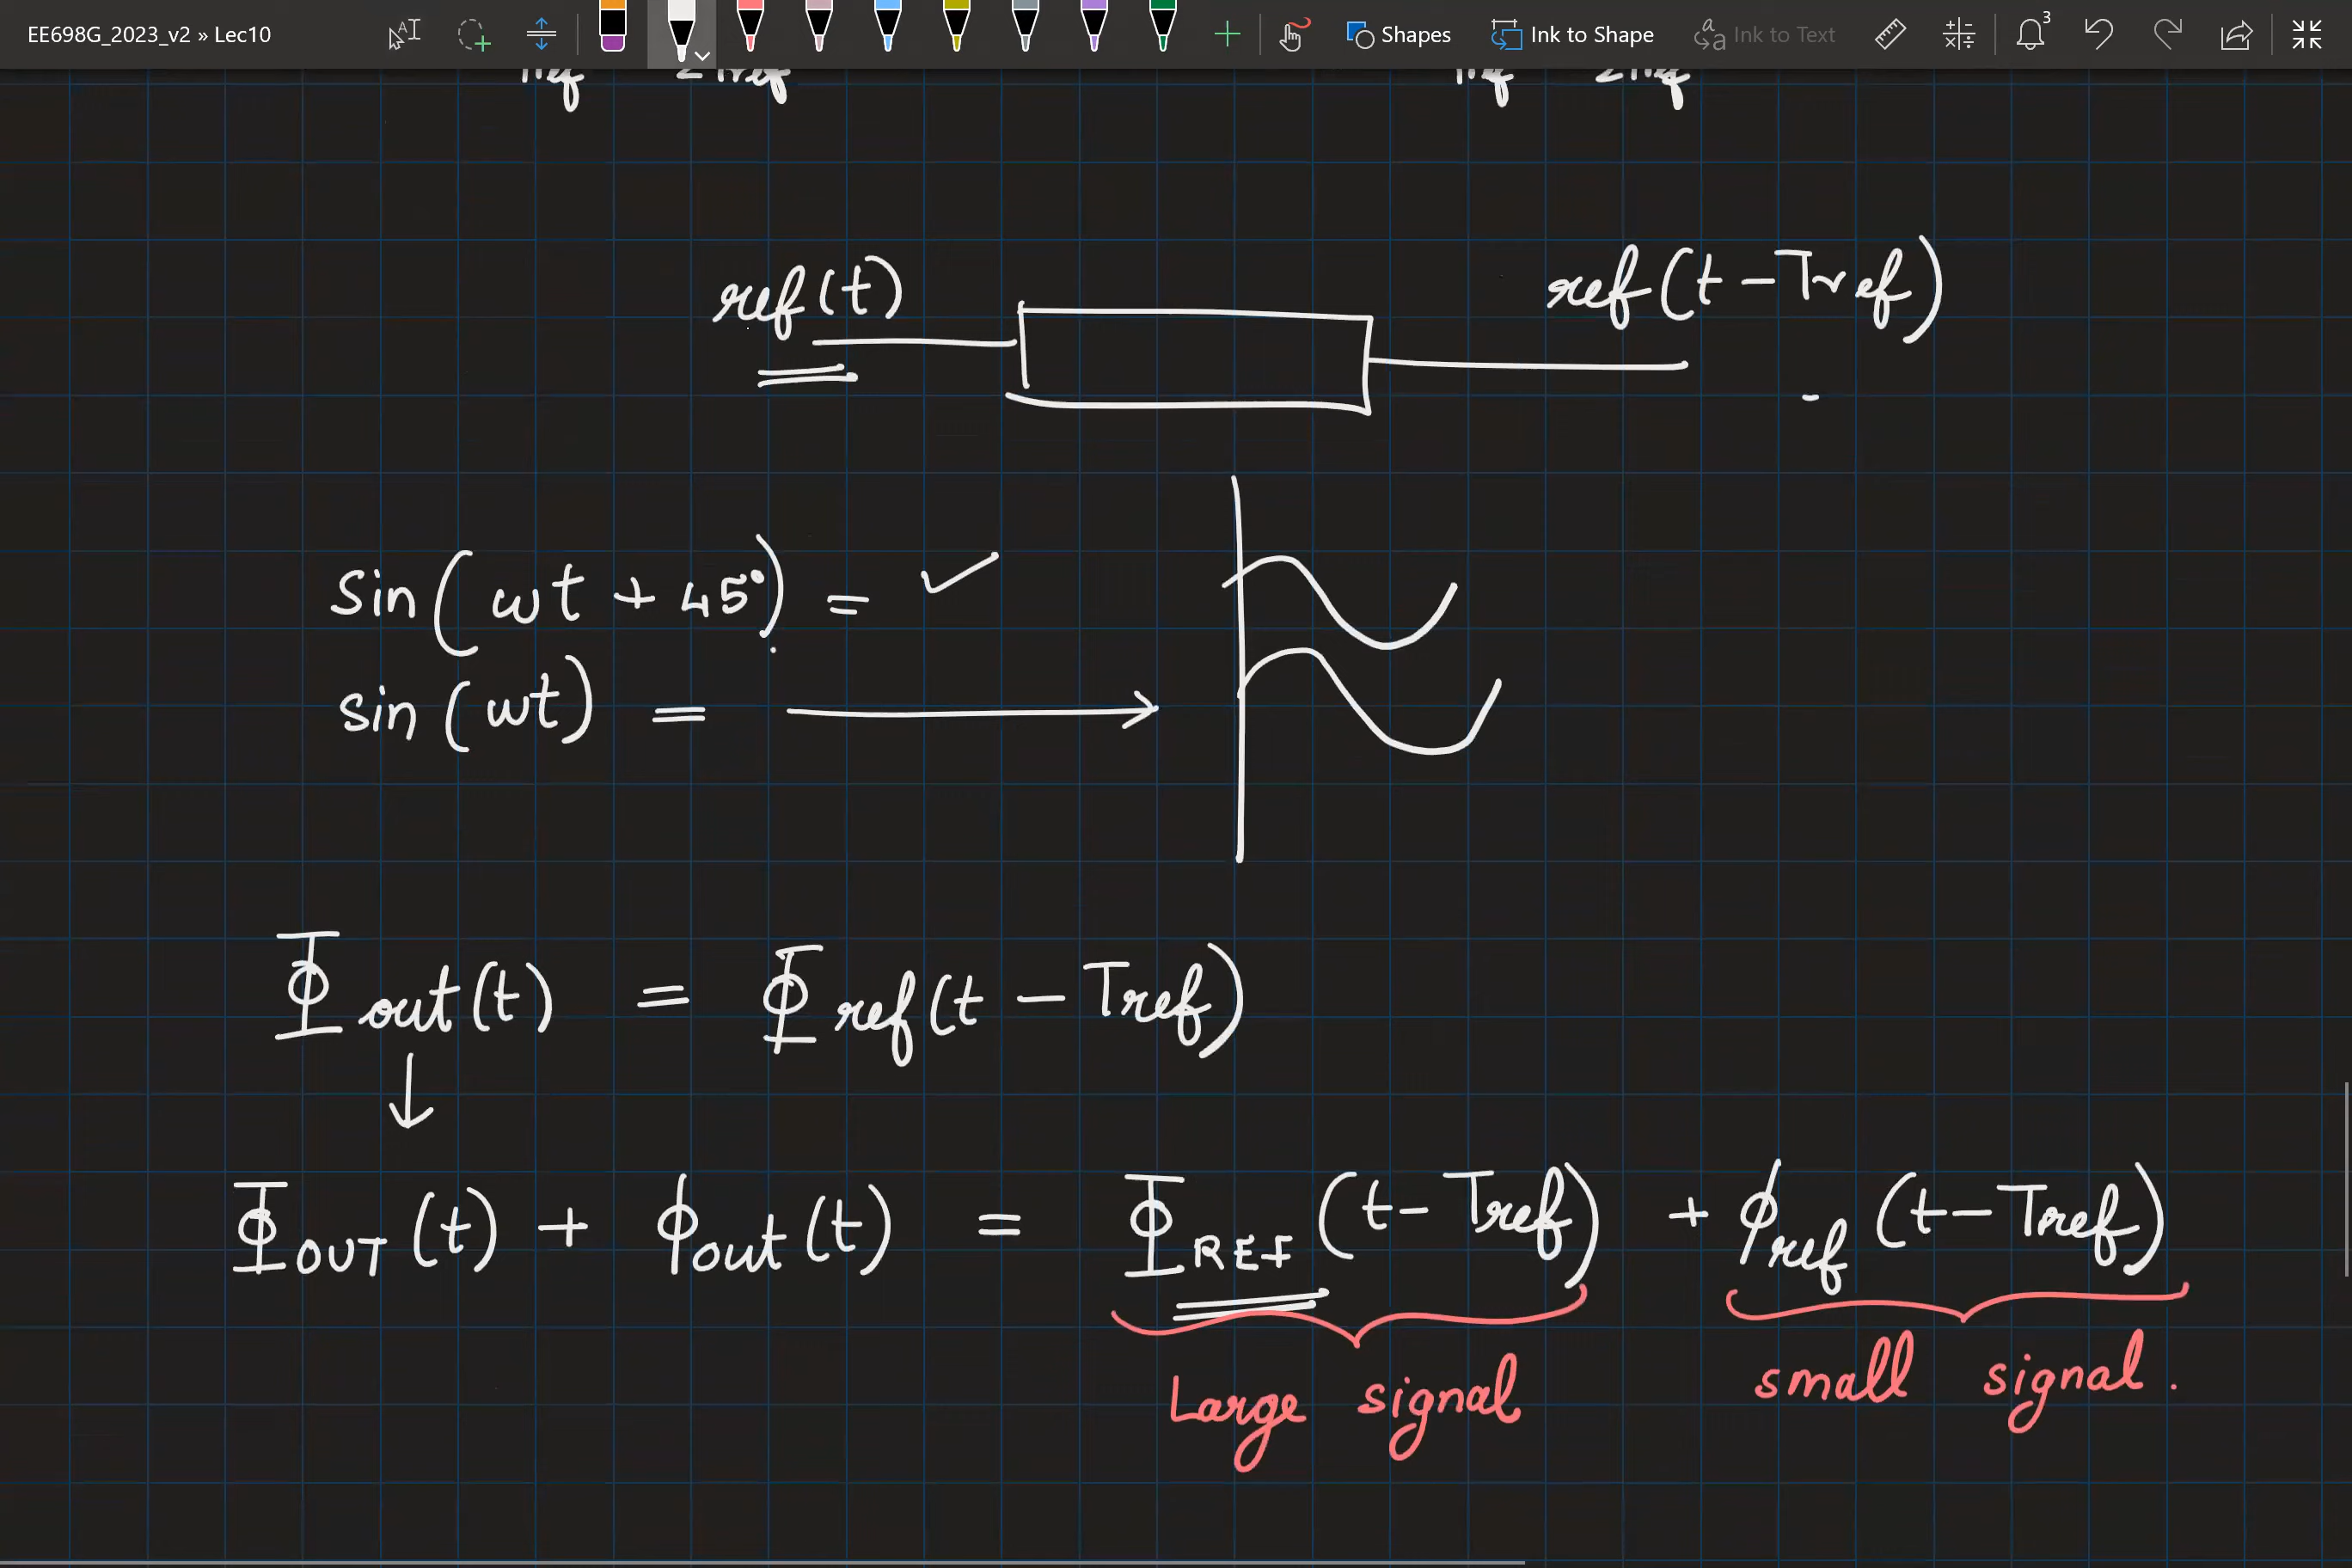 EE698G_2023_v2 » Lec10 Shapes Ink to Shape Ink to Text 3
ref(t) ref(t - Tref)
sin(ωt + 45°) =
sin(ωt) =
Φout(t) = Φref(t - Tref)
ΦOUT(t) + ϕout(t) = ΦREF(t - Tref) + ϕref(t - Tref)
Large signal small signal.